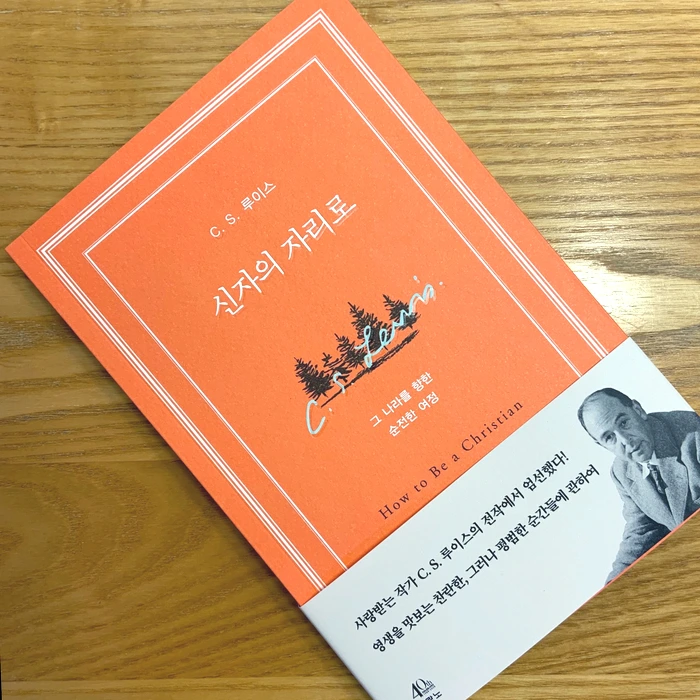 C. S. 루이스
신자의 자리로
C. S. Lewis.
그 나라를 향한
순전한 여정
How to Be a Christian
사랑받는 작가 C. S. 루이스의 전작에서 엄선했다!
영생을 맛보는 찬란한, 그러나 평범한 순간들에 관하여
40th